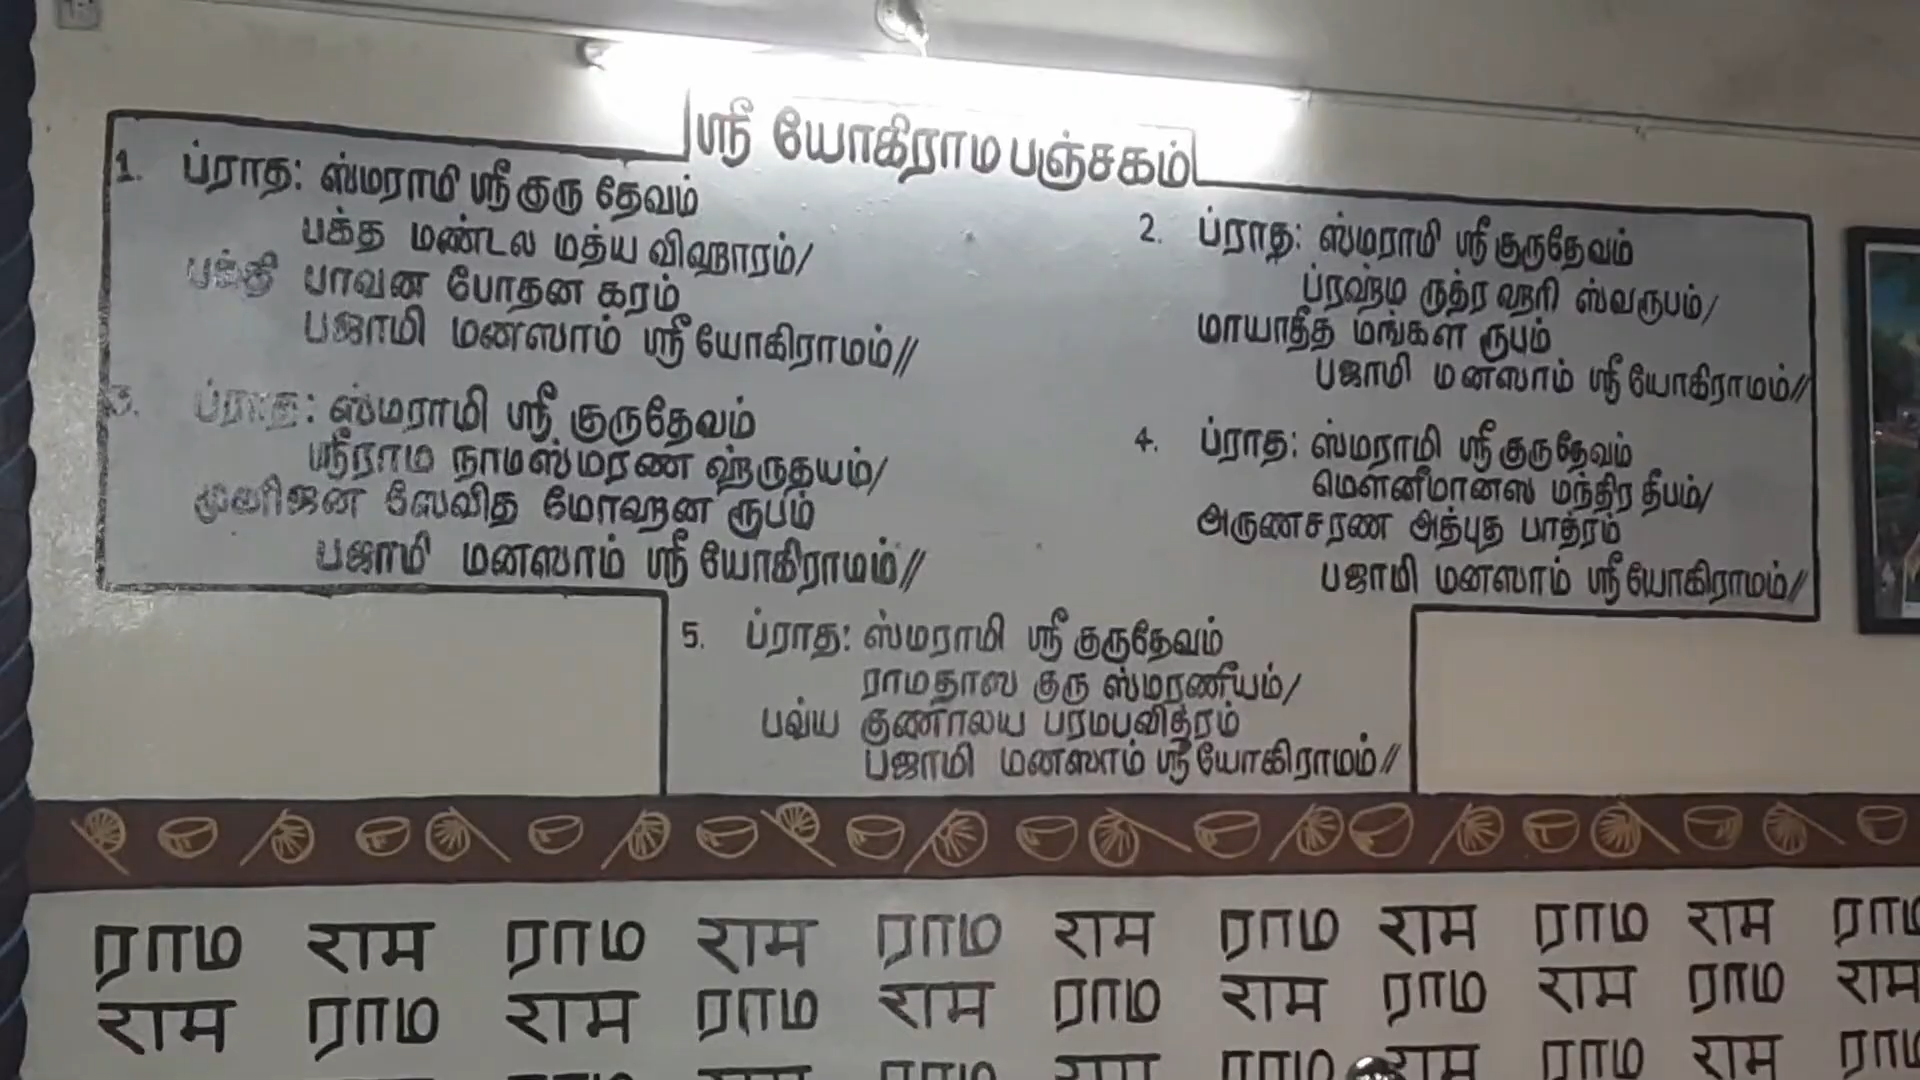 ஸ்ரீ யோகிராம பஞ்சகம்
1. ப்ராத: ஸ்மராமி ஸ்ரீ குரு தேவம்
பக்த மண்டல மத்ய விஹாரம்/
பக்தி பாவன போதன கரம்
பஜாமி மனஸாம் ஸ்ரீ யோகிராமம்//
2. ப்ராத: ஸ்மராமி ஸ்ரீ குருதேவம்
ப்ரஹ்ம ருத்ர ஹரி ஸ்வருபம்/
மாயாதீத மங்கள ருபம்
பஜாமி மனஸாம் ஸ்ரீ யோகிராமம்//
3. ப்ராத: ஸ்மராமி ஸ்ரீ குருதேவம்
ஸ்ரீராம நாமஸ்மரண ஹ்ருதயம்/
முனிஜன ஸேவித மோஹன ரூபம்
பஜாமி மனஸாம் ஸ்ரீ யோகிராமம்//
4. ப்ராத: ஸ்மராமி ஸ்ரீ குருதேவம்
மௌனீமானஸ மந்திர தீபம்/
அருணசரண அத்புத பாத்ரம்
பஜாமி மனஸாம் ஸ்ரீ யோகிராமம்//
5. ப்ராத: ஸ்மராமி ஸ்ரீ குருதேவம்
ராமதாஸ குரு ஸ்மரணீயம்/
பவ்ய குணாலய பரமபவித்ரம்
பஜாமி மனஸாம் ஸ்ரீ யோகிராமம்//
ராம राम ராம राम ராம राम ராம राम ராம राम
राम ராம राम ராம राम ராம राम ராம राम ராம राम
राम ராம राम ராம